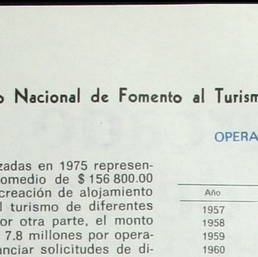 o Nacional de Fomento al Turism
OPERA
zadas en 1975 represen-
omedio de $ 156 800.00
creación de alojamiento
l turismo de diferentes
or otra parte, el monto
7.8 millones por opera-
anciar solicitudes de di-
Año
1957
1958
1959
1960